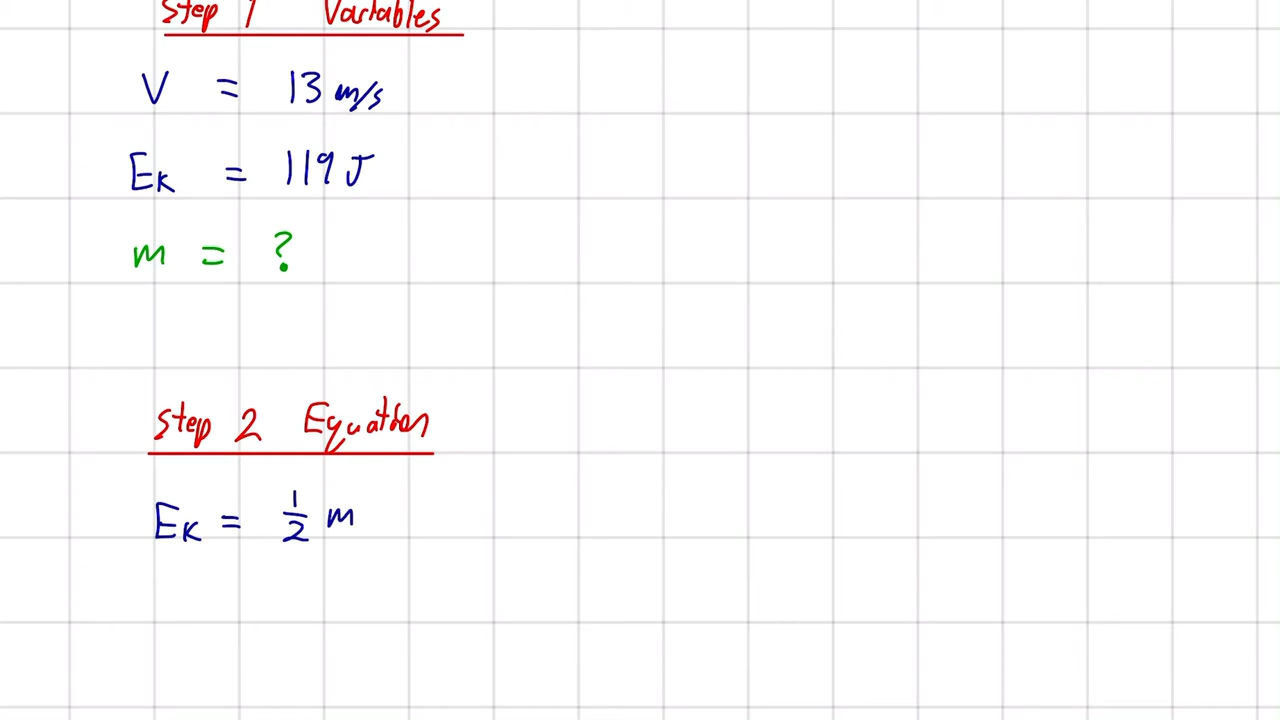 Step 1 Variables
V = 13 m/s
EK = 119 J
m = ?
Step 2 Equation
EK = 1/2 m